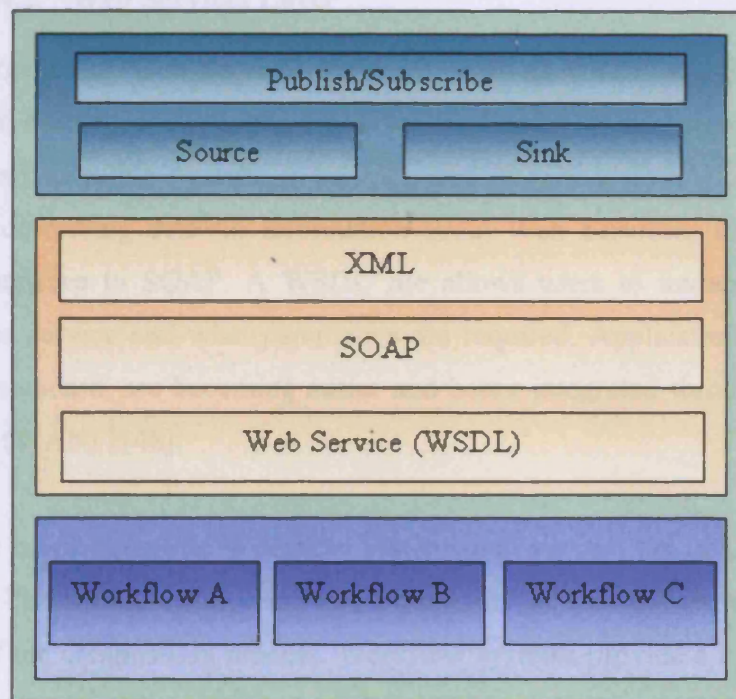 Publish/Subscribe
Source Sink
XML
SOAP
Web Service (WSDL)
Workflow A Workflow B Workflow C